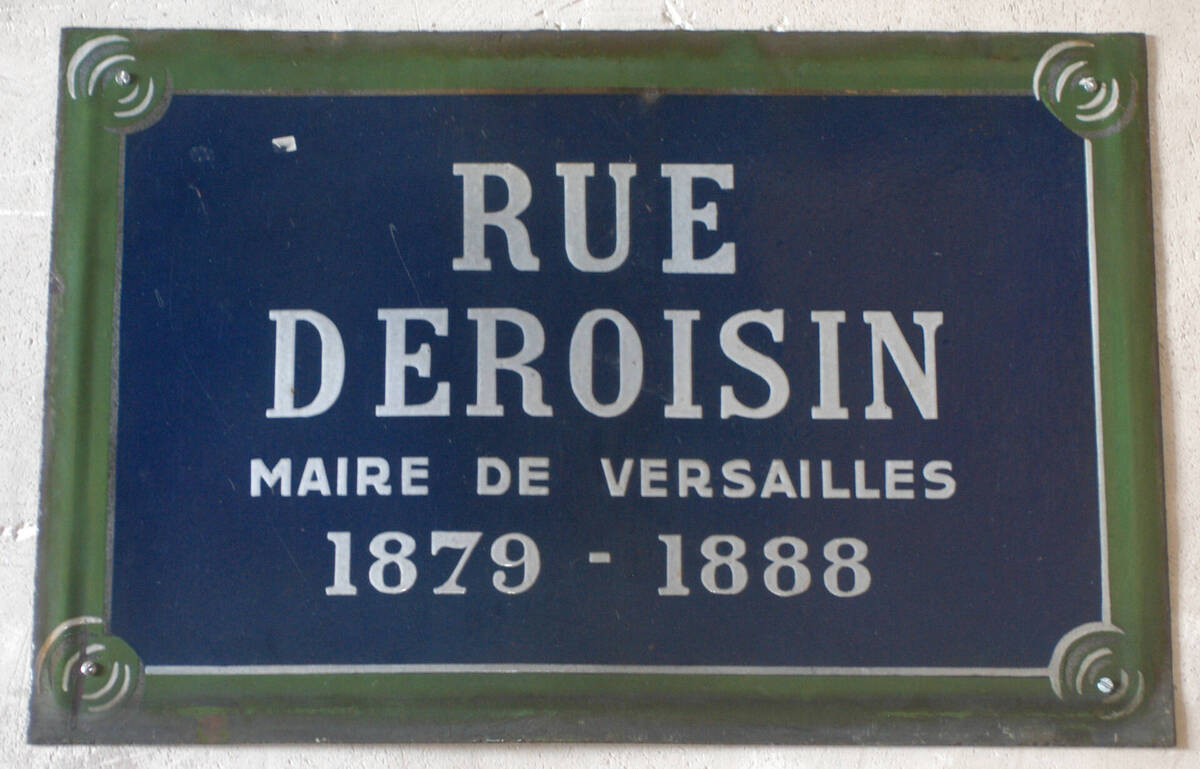 RUE
DEROISIN
MAIRE DE VERSAILLES
1879 - 1888